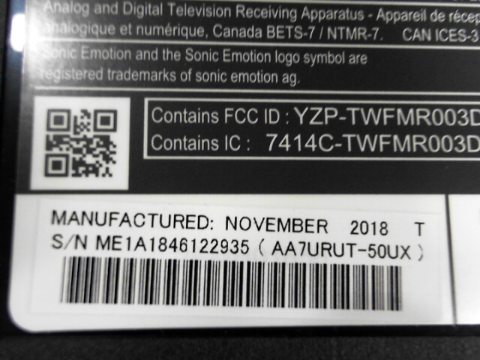 Analog and Digital Television Receiving Apparatus - Appareil de récep
analogique et numérique, Canada BETS-7 / NTMR-7. CAN ICES-3
Sonic Emotion and the Sonic Emotion logo symbol are
registered trademarks of sonic emotion ag.
Contains FCC ID : YZP-TWFMR003D
Contains IC : 7414C-TWFMR003D
MANUFACTURED: NOVEMBER 2018 T
S/N ME1A1846122935 ( AA7URUT-50UX )